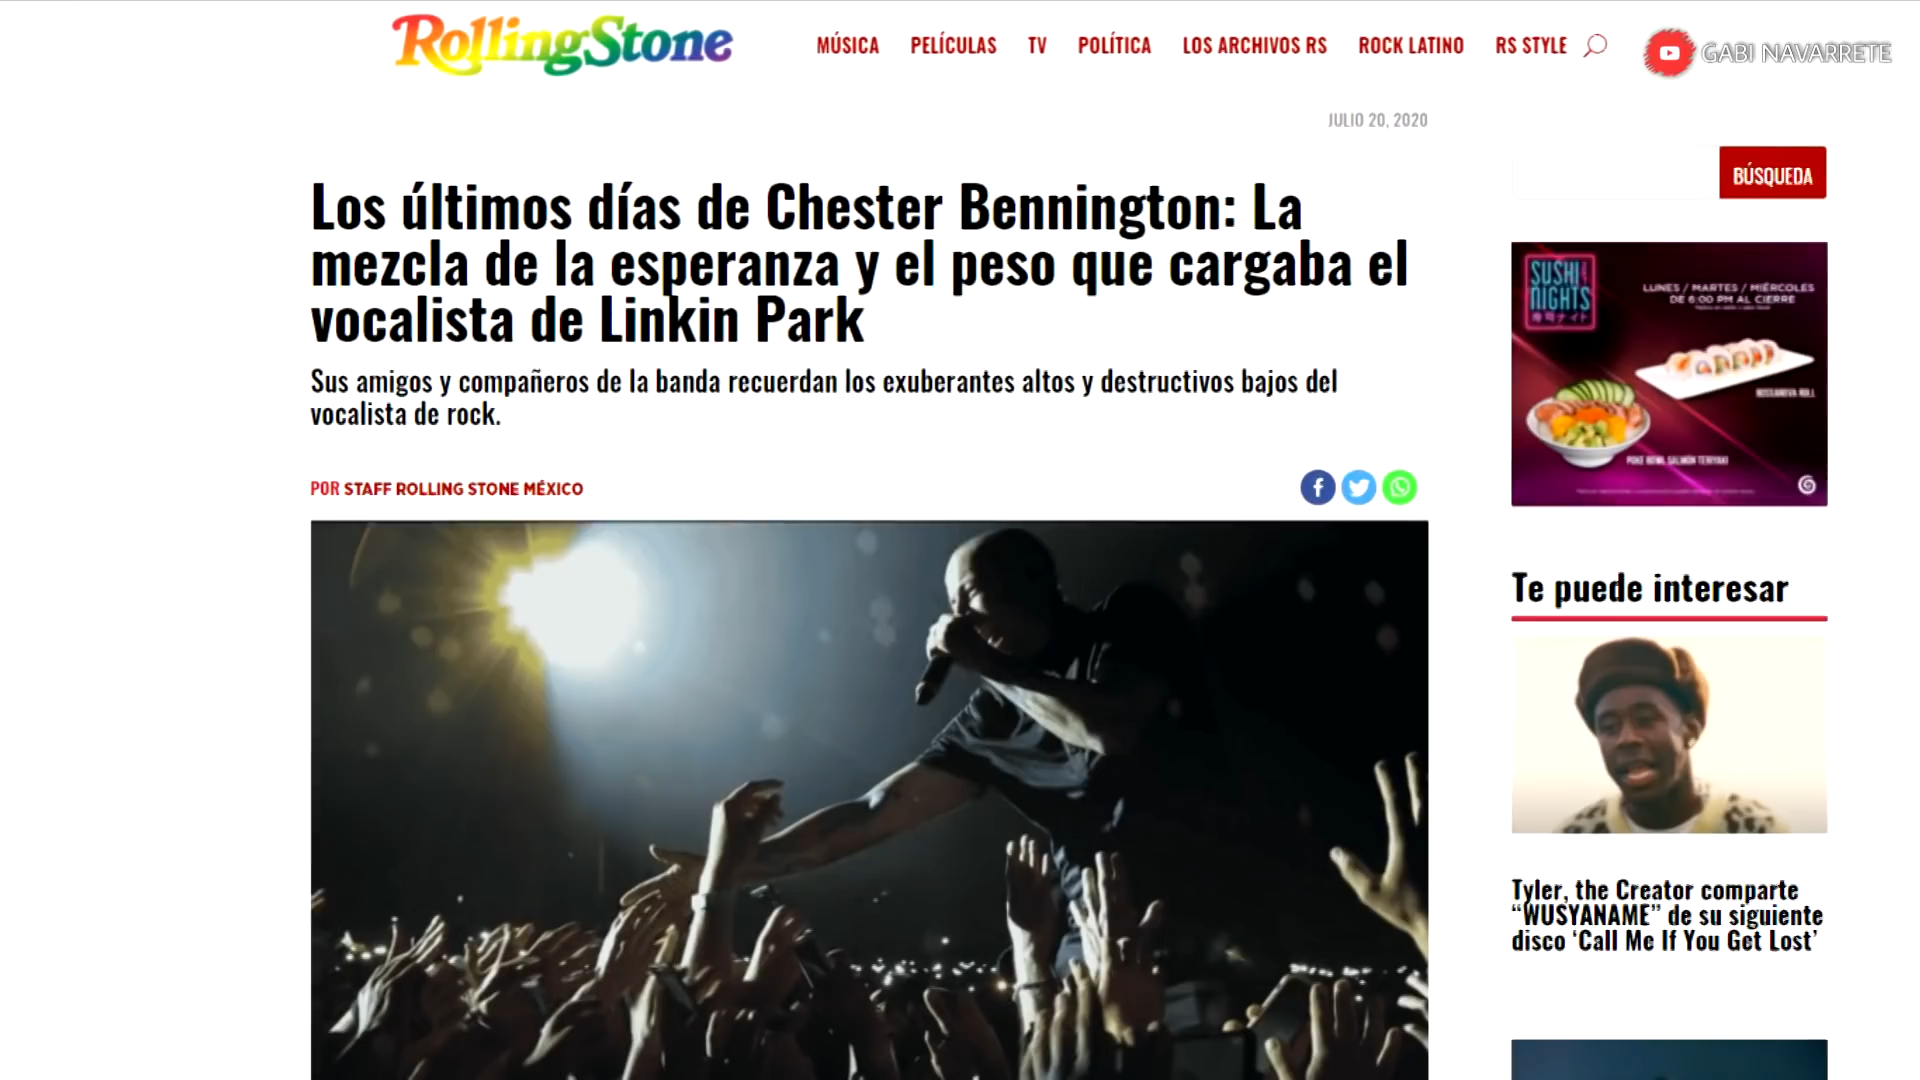 RollingStone
MÚSICA PELÍCULAS TV POLÍTICA LOS ARCHIVOS RS ROCK LATINO RS STYLE
GABI NAVARRETE
JULIO 20, 2020
BÚSQUEDA
Los últimos días de Chester Bennington: La
mezcla de la esperanza y el peso que cargaba el
vocalista de Linkin Park
Sus amigos y compañeros de la banda recuerdan los exuberantes altos y destructivos bajos del
vocalista de rock.
POR STAFF ROLLING STONE MÉXICO
SUSHI
NIGHTS
LUNES / MARTES / MIÉRCOLES
DE 6:00 PM AL CIERRE
POKE BOWL SALMÓN TERIYAKI
Te puede interesar
Tyler, the Creator comparte
“WUSYANAME” de su siguiente
disco ‘Call Me If You Get Lost’